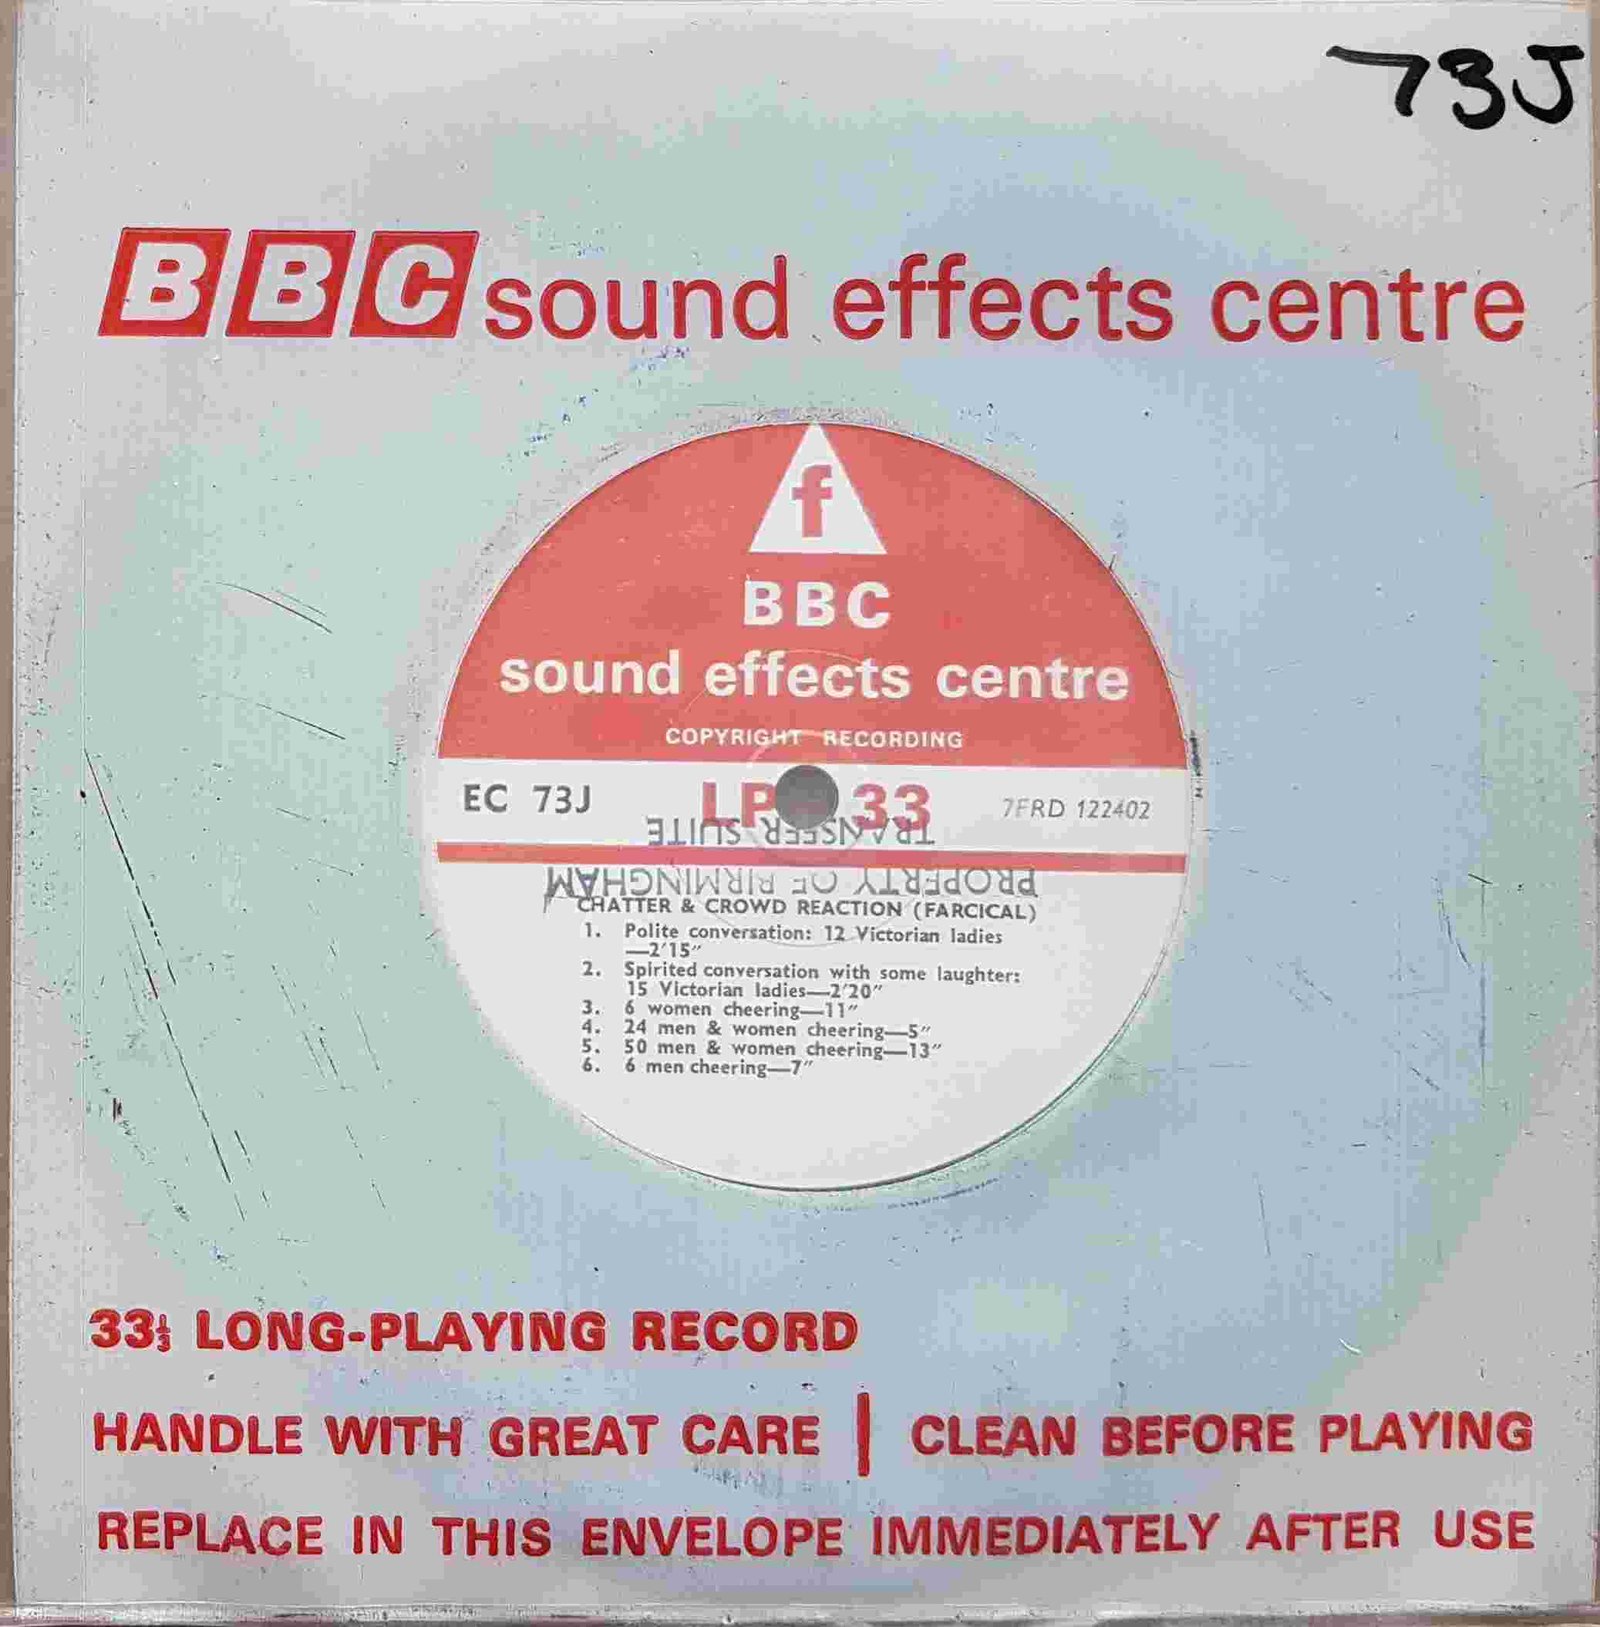 73J
BBC sound effects centre
f
BBC
sound effects centre
COPYRIGHT RECORDING
EC 73J LP 33 7FRD 122402
TRANSFER SUITE
PROPERTY OF BIRMINGHAM
CHATTER & CROWD REACTION (FARCICAL)
1. Polite conversation: 12 Victorian ladies
—2'15"
2. Spirited conversation with some laughter:
15 Victorian ladies—2'20"
3. 6 women cheering—11"
4. 24 men & women cheering—5"
5. 50 men & women cheering—13"
6. 6 men cheering—7"
33⅓ LONG-PLAYING RECORD
HANDLE WITH GREAT CARE | CLEAN BEFORE PLAYING
REPLACE IN THIS ENVELOPE IMMEDIATELY AFTER USE